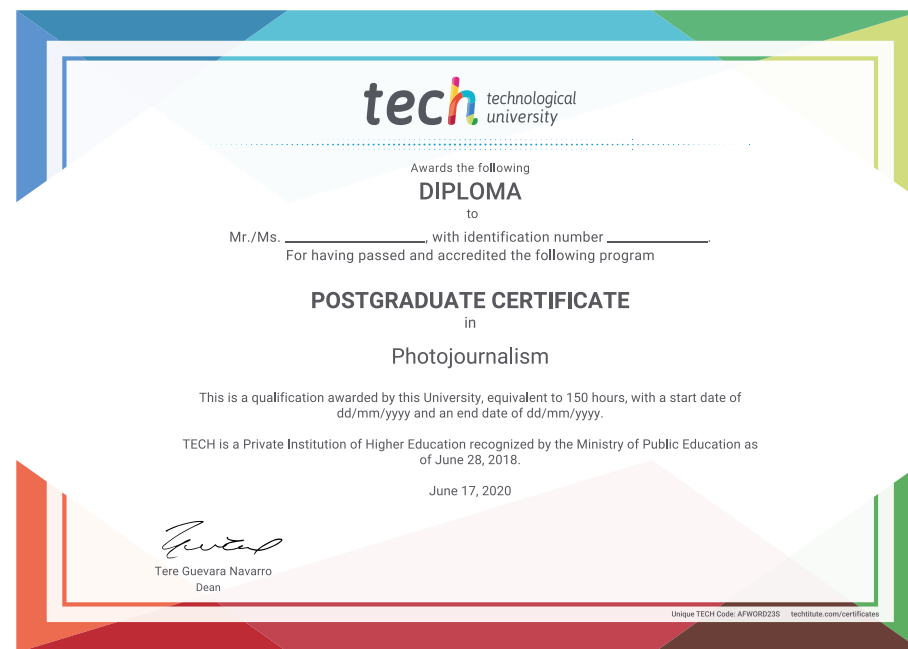 tech technological
university
Awards the following
DIPLOMA
to
Mr./Ms. ____________________, with identification number ______________.
For having passed and accredited the following program
POSTGRADUATE CERTIFICATE
in
Photojournalism
This is a qualification awarded by this University, equivalent to 150 hours, with a start date of
dd/mm/yyyy and an end date of dd/mm/yyyy.
TECH is a Private Institution of Higher Education recognized by the Ministry of Public Education as
of June 28, 2018.
June 17, 2020
Tere Guevara Navarro
Dean
Unique TECH Code: AFWORD23S techtitute.com/certificates